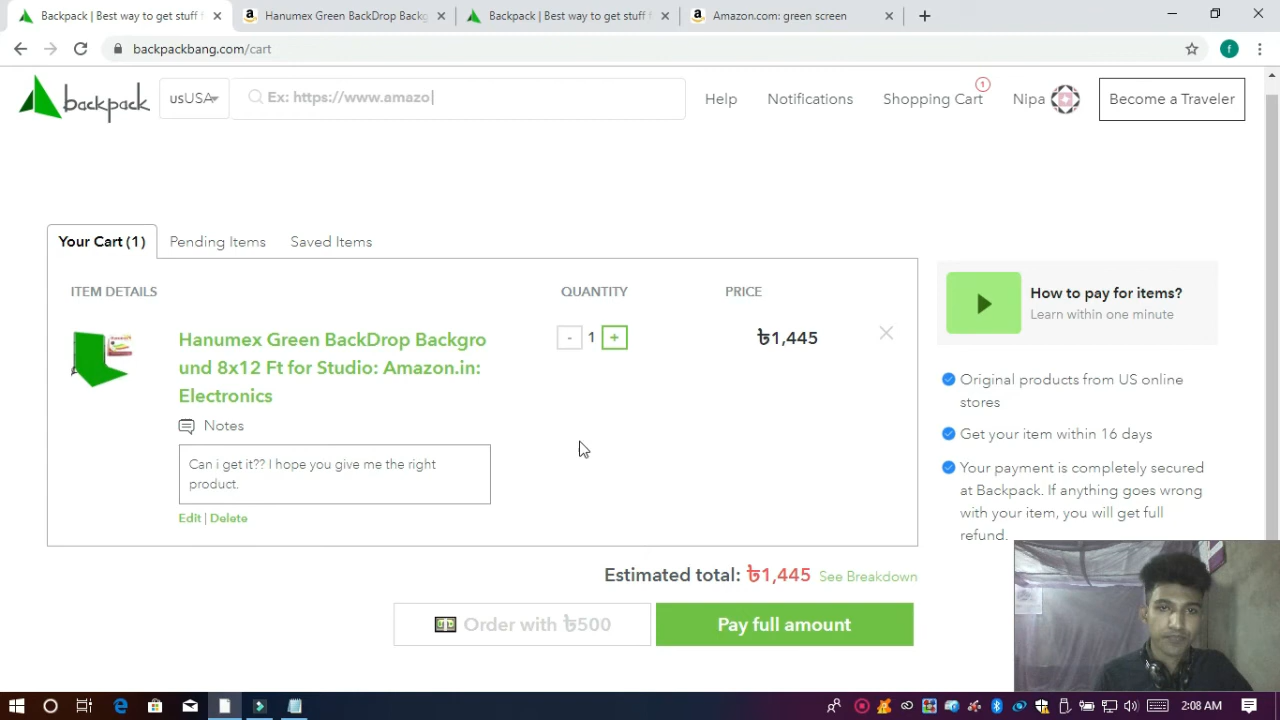 Backpack | Best way to get stuff f
Hanumex Green BackDrop Backg
Backpack | Best way to get stuff f
Amazon.com: green screen
backpackbang.com/cart
f
backpack
usUSA
Ex: https://www.amazo|
Help
Notifications
Shopping Cart
1
Nipa
Become a Traveler
Your Cart (1)
Pending Items
Saved Items
ITEM DETAILS
QUANTITY
PRICE
Hanumex Green BackDrop Backgro
und 8x12 Ft for Studio: Amazon.in:
Electronics
- 1 +
৳1,445
Notes
Can i get it?? I hope you give me the right
product.
Edit | Delete
How to pay for items?
Learn within one minute
Original products from US online
stores
Get your item within 16 days
Your payment is completely secured
at Backpack. If anything goes wrong
with your item, you will get full
refund.
Estimated total: ৳1,445 See Breakdown
Order with ৳500
Pay full amount
2:08 AM